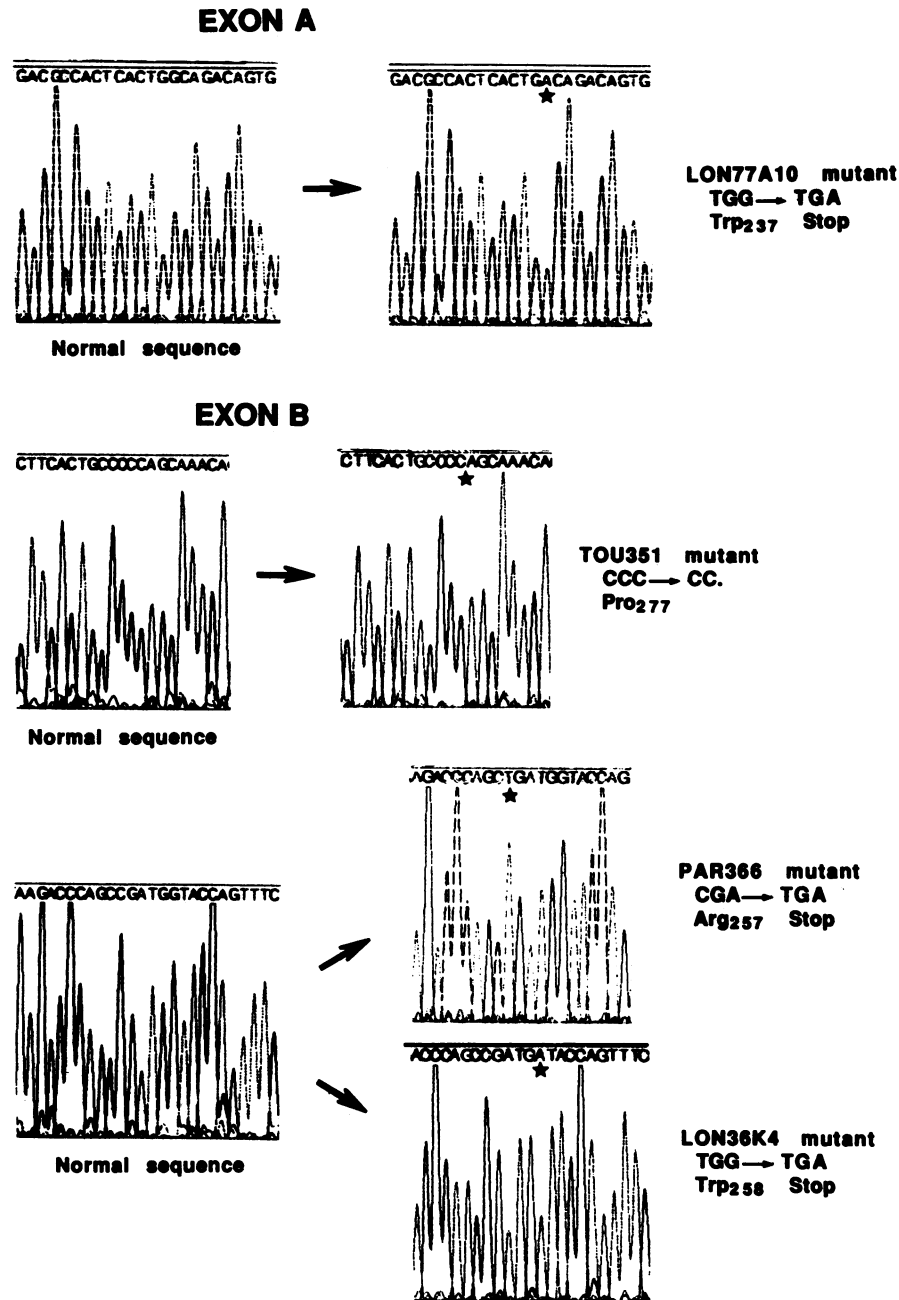 EXON A
GACGCCACTCACTGGCAGACAGTG
GACGCCACTCACTGACAGACAGTG
★
LON77A10 mutant
TGG→TGA
Trp237 Stop
Normal sequence
EXON B
CTTCACTGCCCCCAGCAAACA
CTTCACTGCCCCAGCAAACA
★
TOU351 mutant
CCC→CC.
Pro277
Normal sequence
AGACCCAGCTGATGGTACCAG
★
PAR366 mutant
CGA→TGA
Arg257 Stop
AAGACCCAGCCGATGGTACCAGTTTC
Normal sequence
ACCCAGCCGATGATACCAGTTTC
★
LON36K4 mutant
TGG→TGA
Trp258 Stop